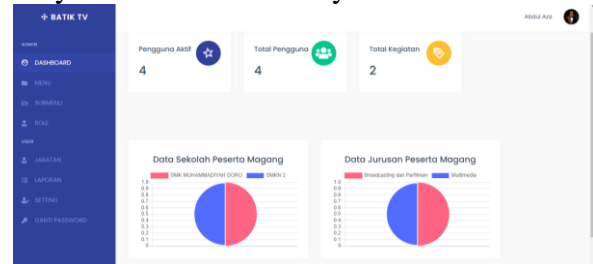 BATIK TV
Abdul Aziz
ADMIN
DASHBOARD
MENU
SUBMENU
ROLE
USER
JABATAN
LAPORAN
SETTING
GANTI PASSWORD
Pengguna Aktif
4
Total Pengguna
4
Total Kegiatan
2
Data Sekolah Peserta Magang
SMK MUHAMMADIYAH DORO SMKN 2
1.0
0.9
0.8
0.7
0.6
0.5
0.4
0.3
0.2
0.1
0
Data Jurusan Peserta Magang
Broadcasting dan Perfilman Multimedia
1.0
0.9
0.8
0.7
0.6
0.5
0.4
0.3
0.2
0.1
0